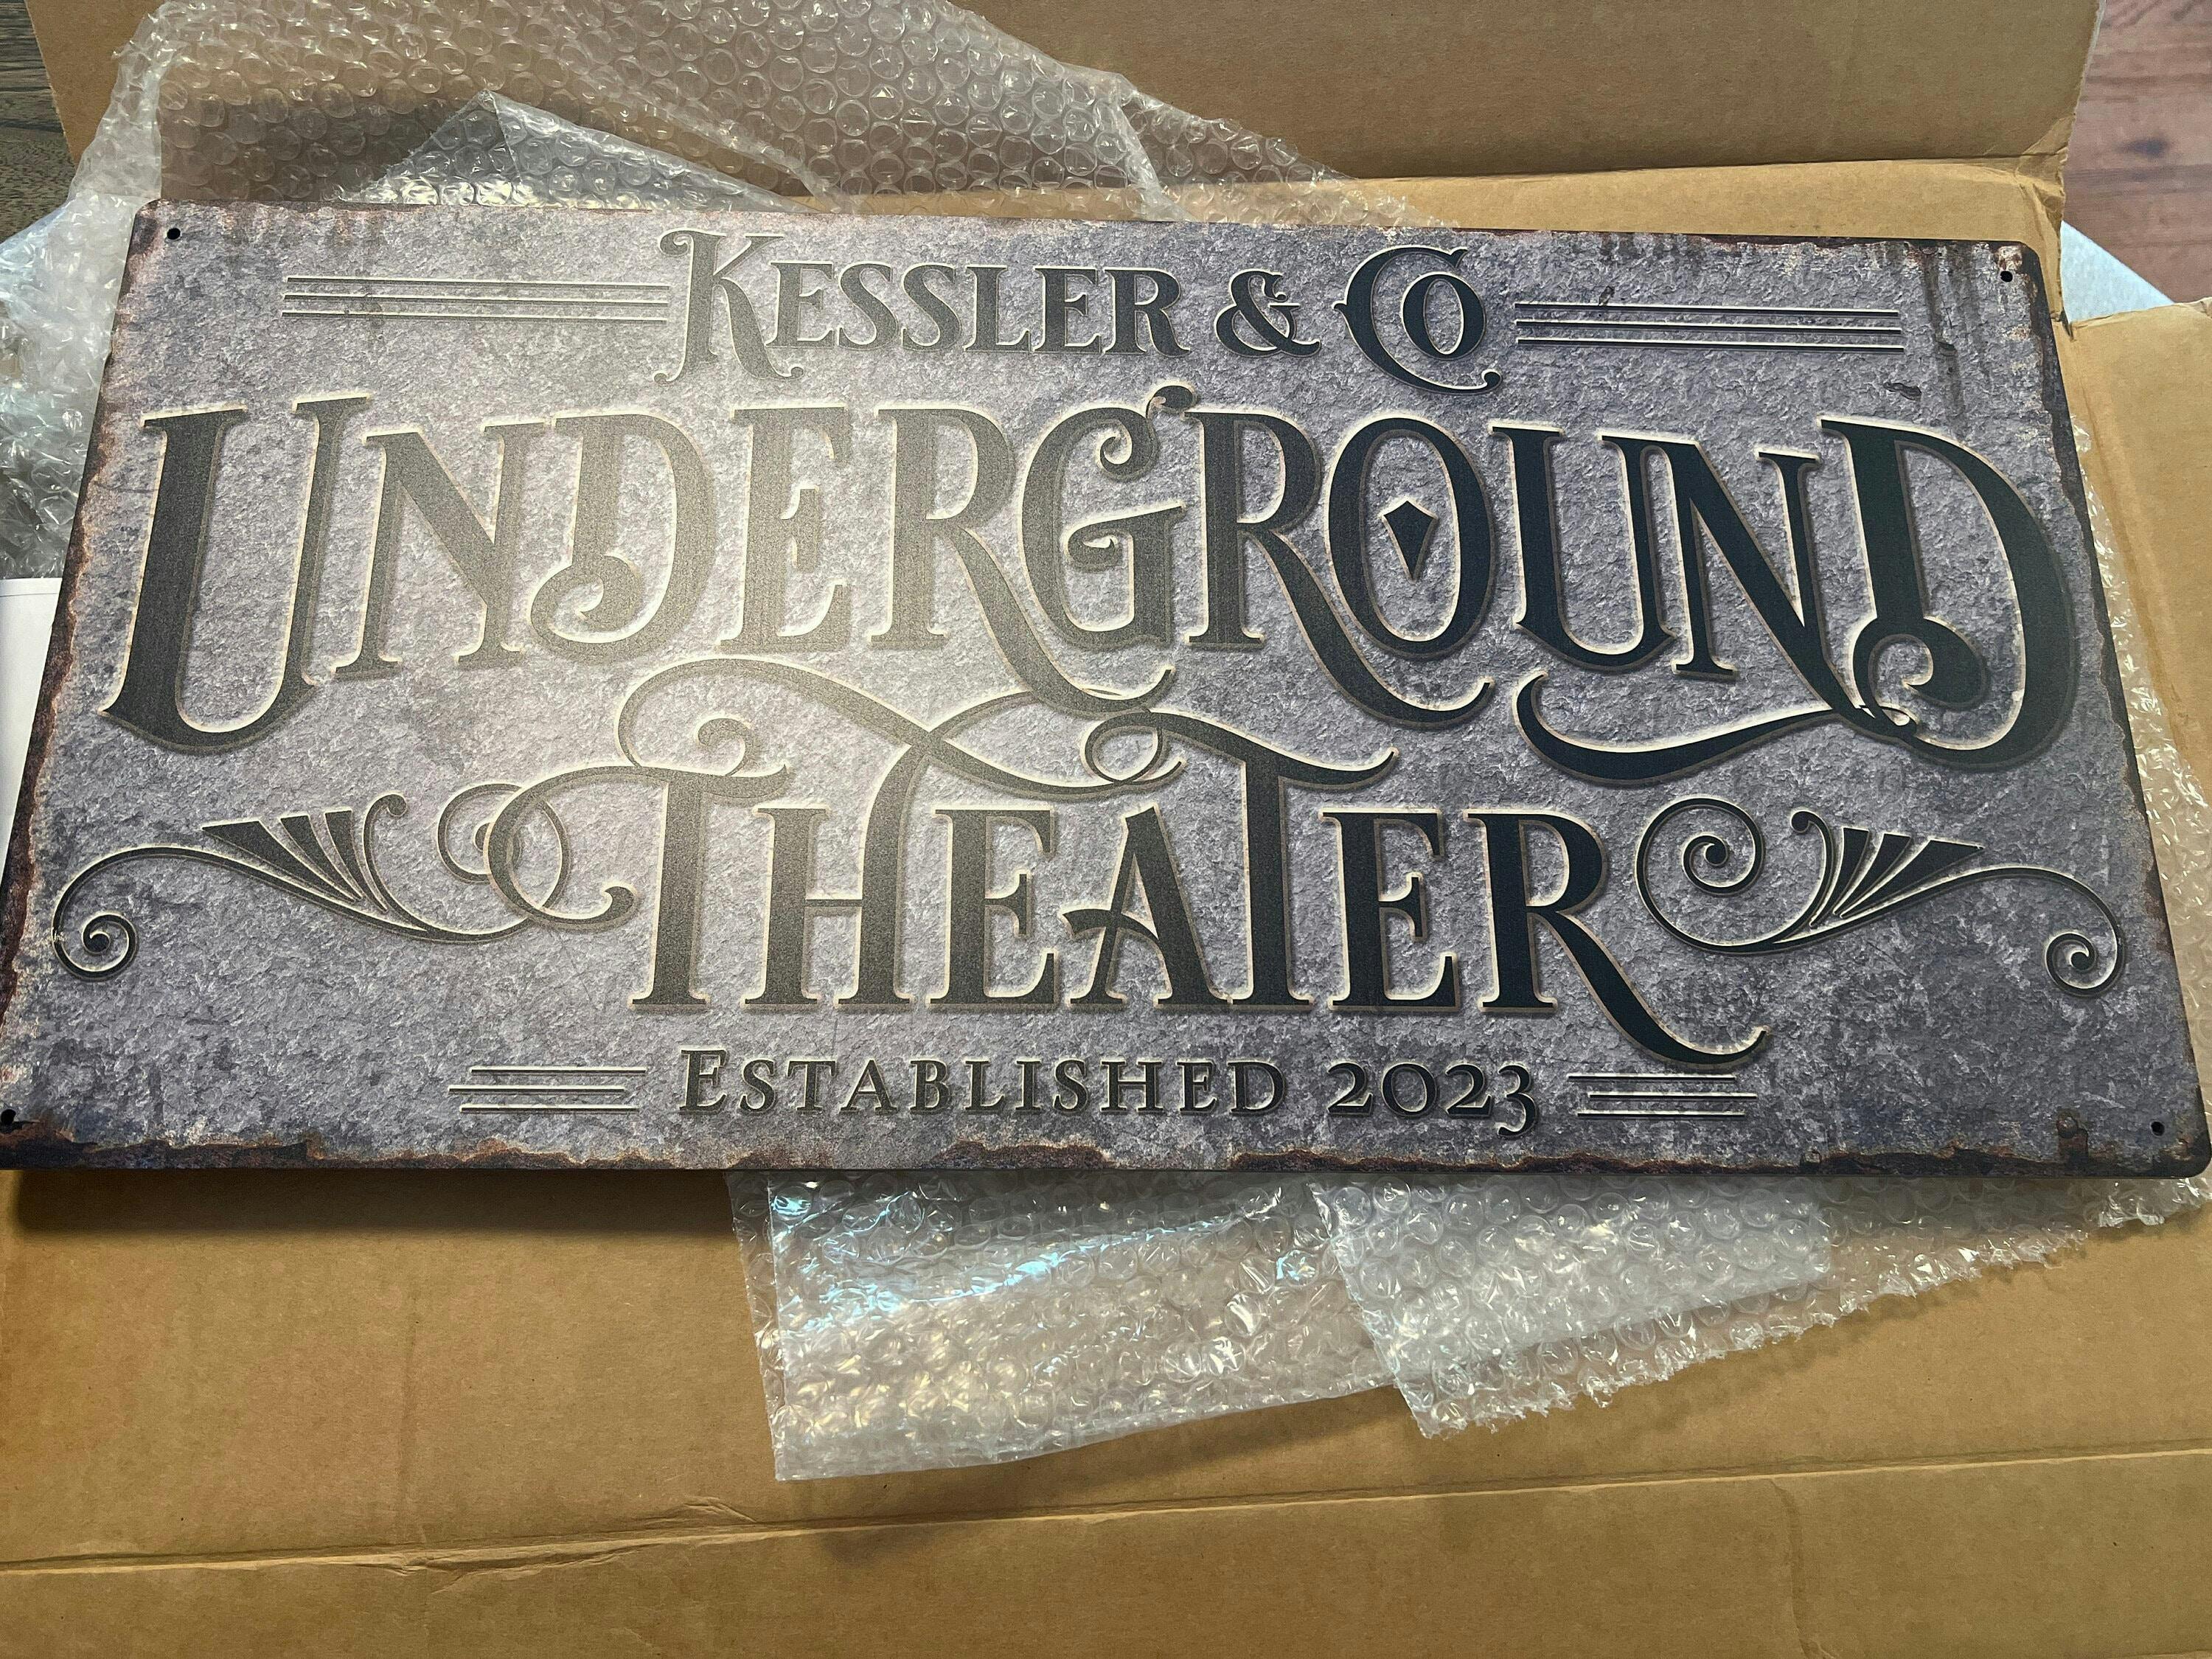 KESSLER & CO
UNDERGROUND
THEATER
ESTABLISHED 2023